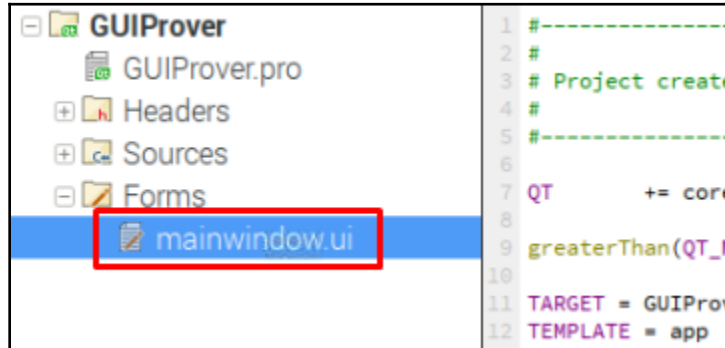 GUIProver
GUIProver.pro
Headers
Sources
Forms
mainwindow.ui
1 #-----------------
2 #
3 # Project create
4 #
5 #-----------------
6
7 QT += core
8
9 greaterThan(QT_
10
11 TARGET = GUIProv
12 TEMPLATE = app